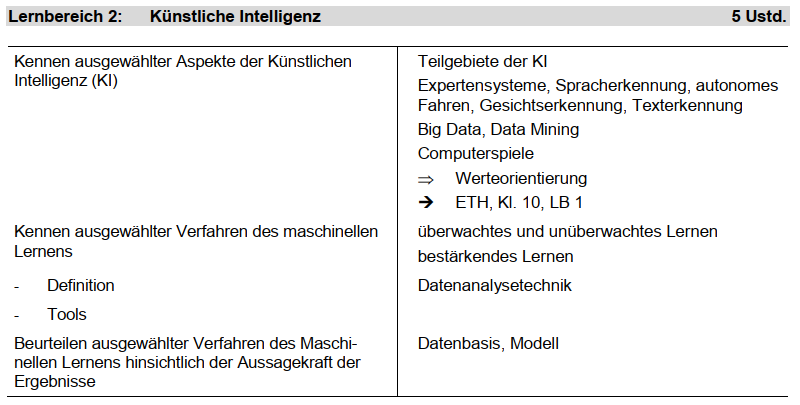 Lernbereich 2: Künstliche Intelligenz 5 Ustd.
Kennen ausgewählter Aspekte der Künstlichen
Intelligenz (KI)
Teilgebiete der KI
Expertensysteme, Spracherkennung, autonomes
Fahren, Gesichtserkennung, Texterkennung
Big Data, Data Mining
Computerspiele
⇒ Werteorientierung
➔ ETH, Kl. 10, LB 1
Kennen ausgewählter Verfahren des maschinellen
Lernens
überwachtes und unüberwachtes Lernen
bestärkendes Lernen
- Definition
Datenanalysetechnik
- Tools
Beurteilen ausgewählter Verfahren des Maschi-
nellen Lernens hinsichtlich der Aussagekraft der
Ergebnisse
Datenbasis, Modell